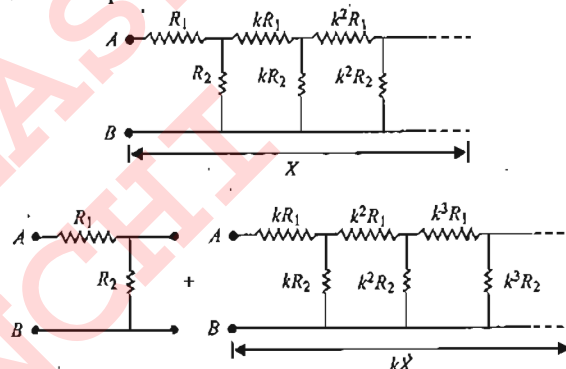 R₁ kR₁ k²R₁
A
R₂ kR₂ k²R₂
B
X
R₁ kR₁ k²R₁ k³R₁
A A
R₂ + kR₂ k²R₂ k³R₂
B B
kX